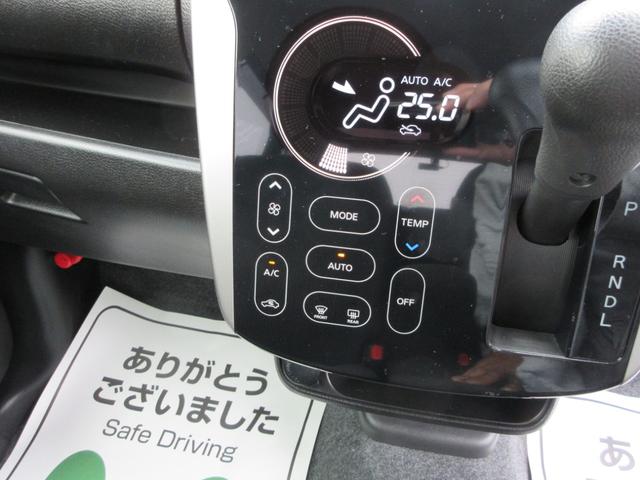 AUTO A/C
25.0
MODE
TEMP
A/C
AUTO
OFF
FRONT
REAR
P
R
N
D
L
ありがとう
ございました
Safe Driving
あ